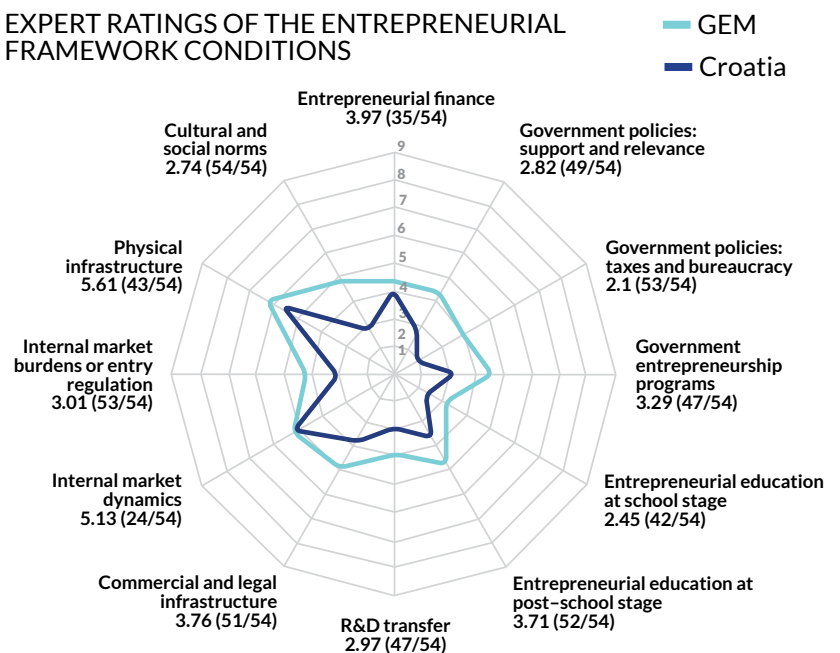 EXPERT RATINGS OF THE ENTREPRENEURIAL
FRAMEWORK CONDITIONS
GEM
Croatia
Entrepreneurial finance
3.97 (35/54)
Government policies:
support and relevance
2.82 (49/54)
Government policies:
taxes and bureaucracy
2.1 (53/54)
Government
entrepreneurship
programs
3.29 (47/54)
Entrepreneurial education
at school stage
2.45 (42/54)
Entrepreneurial education at
post–school stage
3.71 (52/54)
R&D transfer
2.97 (47/54)
Commercial and legal
infrastructure
3.76 (51/54)
Internal market
dynamics
5.13 (24/54)
Internal market
burdens or entry
regulation
3.01 (53/54)
Physical
infrastructure
5.61 (43/54)
Cultural and
social norms
2.74 (54/54)
9
8
7
6
5
4
3
2
1